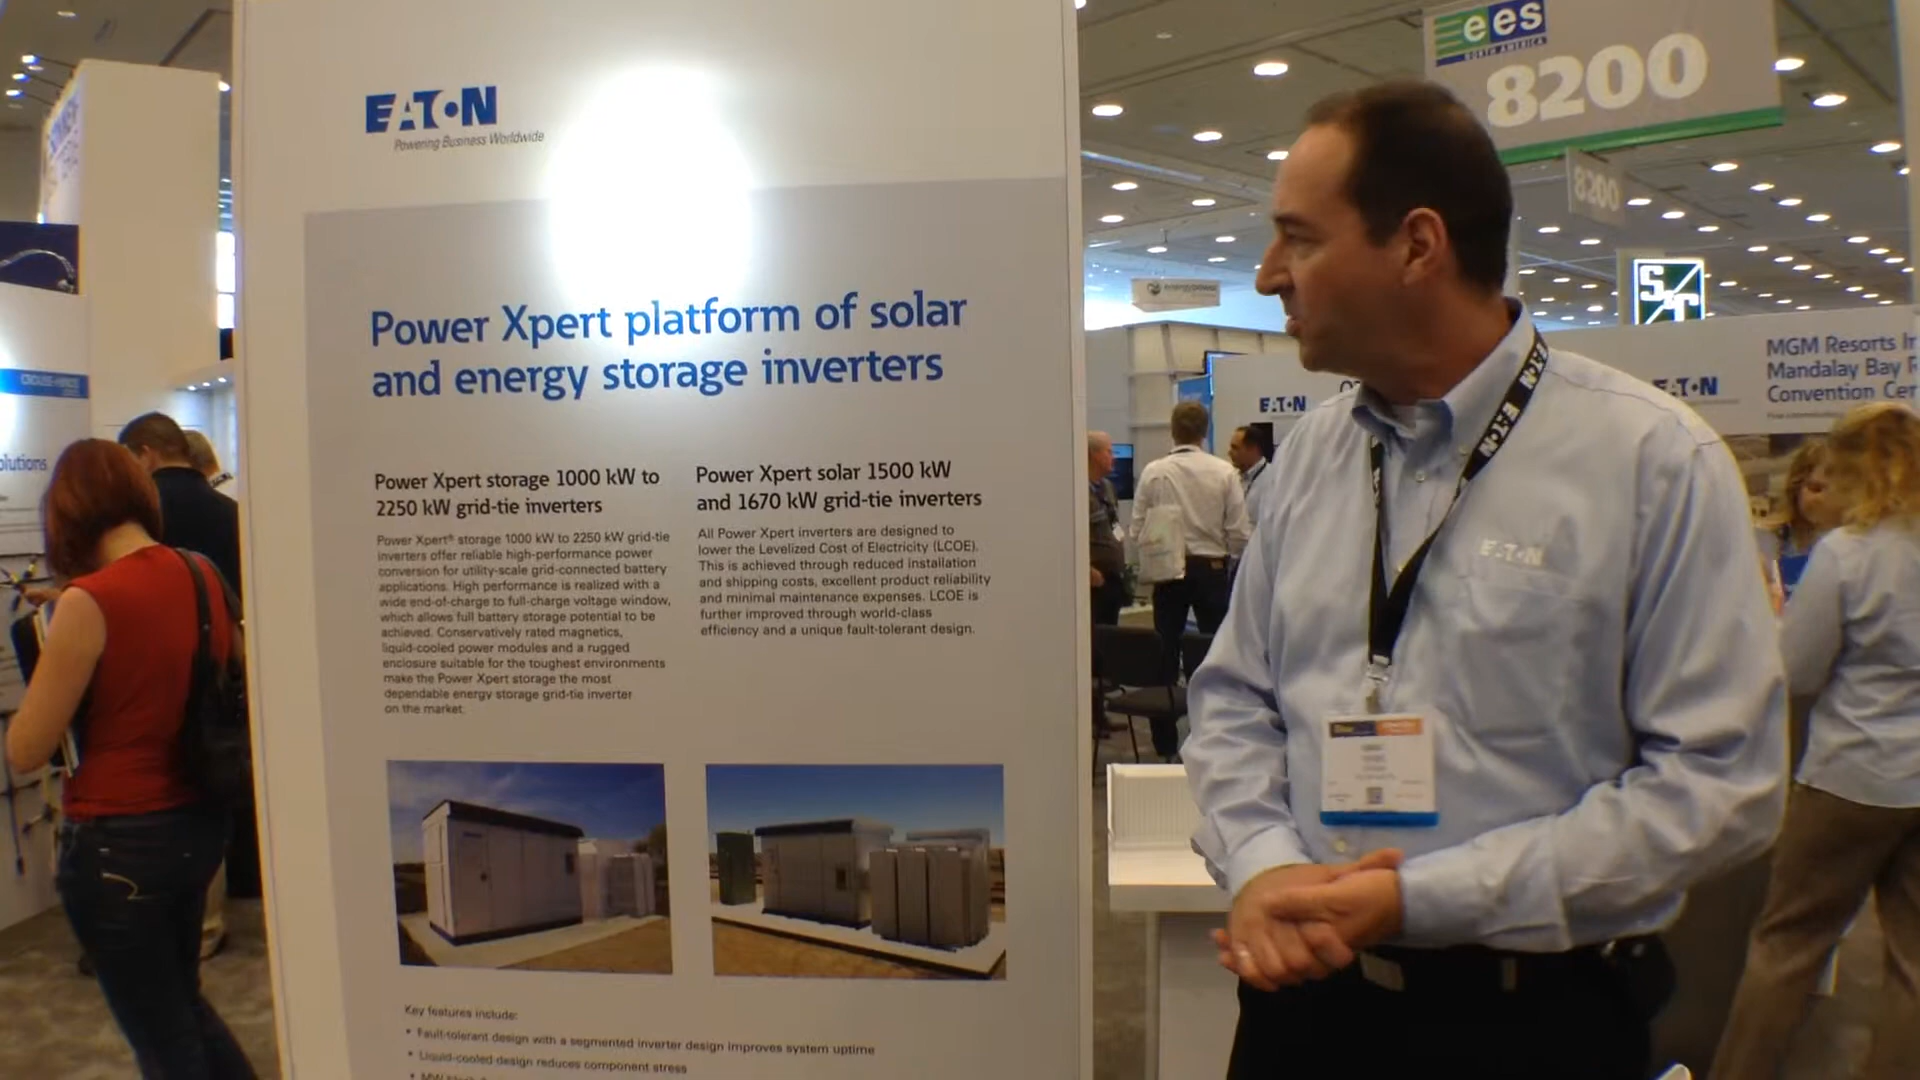 EATON
Powering Business Worldwide
Power Xpert platform of solar
and energy storage inverters
Power Xpert storage 1000 kW to
2250 kW grid-tie inverters
Power Xpert® storage 1000 kW to 2250 kW grid-tie
inverters offer reliable high-performance power
conversion for utility-scale grid-connected battery
applications. High performance is realized with a
wide end-of-charge to full-charge voltage window,
which allows full battery storage potential to be
achieved. Conservatively rated magnetics,
liquid-cooled power modules and a rugged
enclosure suitable for the toughest environments
make the Power Xpert storage the most
dependable energy storage grid-tie inverter
on the market.
Power Xpert solar 1500 kW
and 1670 kW grid-tie inverters
All Power Xpert inverters are designed to
lower the Levelized Cost of Electricity (LCOE).
This is achieved through reduced installation
and shipping costs, excellent product reliability
and minimal maintenance expenses. LCOE is
further improved through world-class
efficiency and a unique fault-tolerant design.
Key features include:
• Fault-tolerant design with a segmented inverter design improves system uptime
• Liquid-cooled design reduces component stress
ees
NORTH AMERICA
8200
8200
S&C
EATON
EATON
MGM Resorts
Mandalay Bay
Convention
EATON
EATON
EATON
olutions